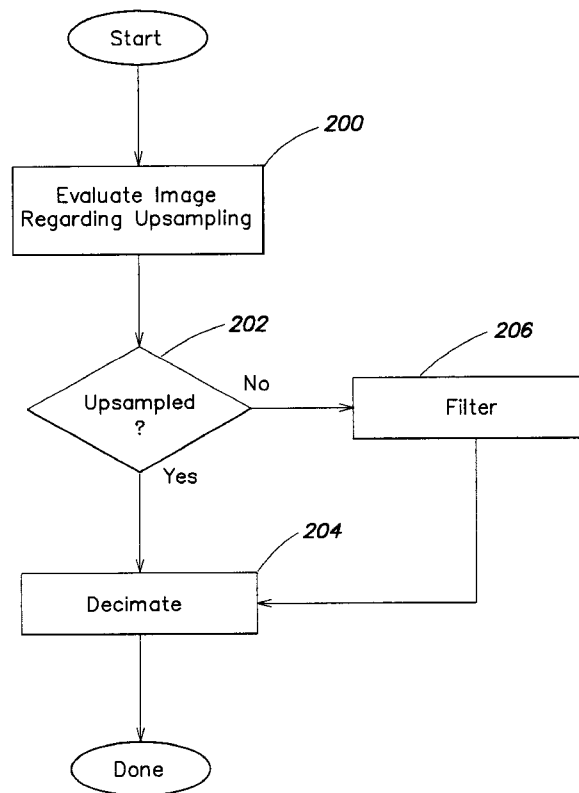 Start
200
Evaluate Image
Regarding Upsampling
202
206
No
Upsampled
?
Filter
Yes
204
Decimate
Done